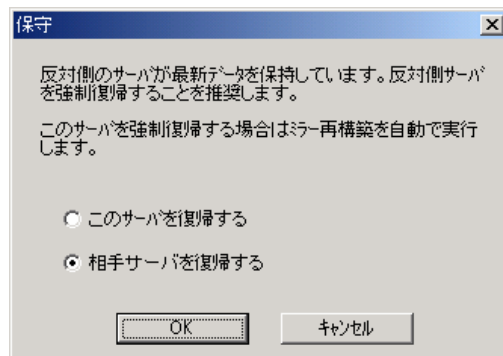 保守
反対側のサーバが最新データを保持しています。反対側サーバ
を強制復帰することを推奨します。
このサーバを強制復帰する場合はミラー再構築を自動で実行
します。
このサーバを復帰する
相手サーバを復帰する
OK
キャンセル